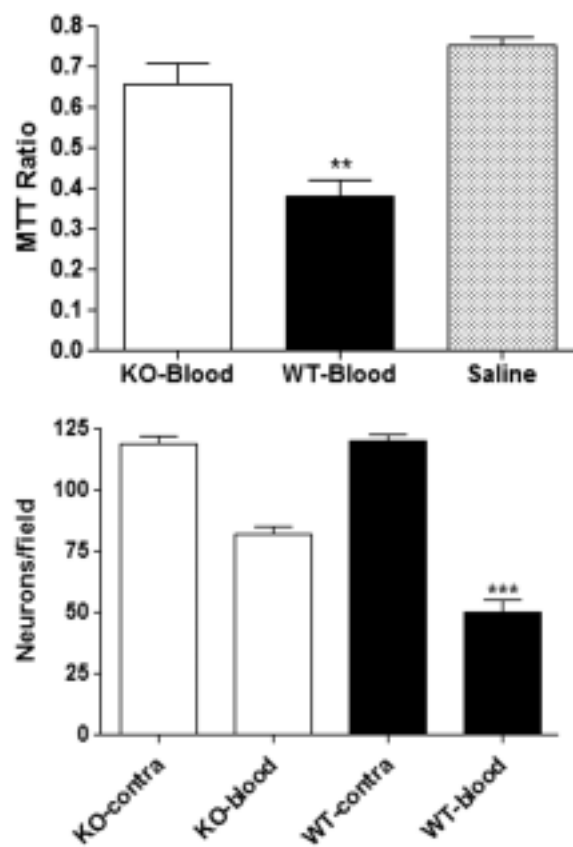 0.8
0.7
0.6
0.5
0.4
0.3
0.2
0.1
0.0
MTT Ratio
**
KO-Blood WT-Blood Saline
125
100
75
50
25
0
Neurons/field
***
KO-contra
KO-blood
WT-contra
WT-blood